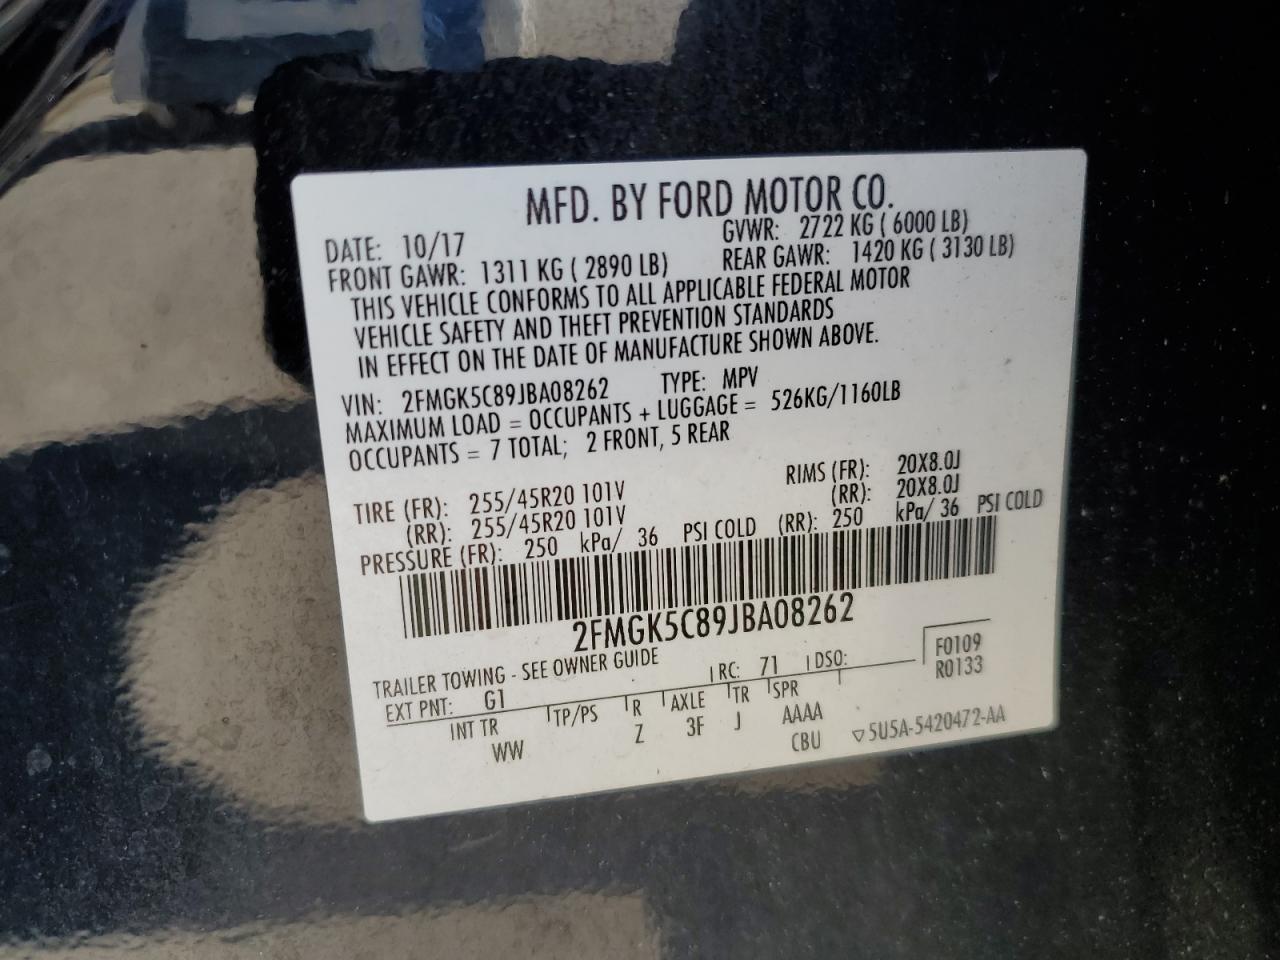 MFD. BY FORD MOTOR CO.
DATE: 10/17 GVWR: 2722 KG ( 6000 LB)
FRONT GAWR: 1311 KG ( 2890 LB) REAR GAWR: 1420 KG ( 3130 LB)
THIS VEHICLE CONFORMS TO ALL APPLICABLE FEDERAL MOTOR
VEHICLE SAFETY AND THEFT PREVENTION STANDARDS
IN EFFECT ON THE DATE OF MANUFACTURE SHOWN ABOVE.
VIN: 2FMGK5C89JBA08262 TYPE: MPV
MAXIMUM LOAD = OCCUPANTS + LUGGAGE = 526KG/1160LB
OCCUPANTS = 7 TOTAL; 2 FRONT, 5 REAR
TIRE (FR): 255/45R20 101V RIMS (FR): 20X8.0J
(RR): 255/45R20 101V (RR): 20X8.0J
PRESSURE (FR): 250 kPa/ 36 PSI COLD (RR): 250 kPa/ 36 PSI COLD
2FMGK5C89JBA08262
TRAILER TOWING - SEE OWNER GUIDE
EXT PNT: G1 RC: 71 DSO: F0109
R0133
INT TR TP/PS R AXLE TR SPR
WW Z 3F J AAAA
CBU ▽5U5A-5420472-AA